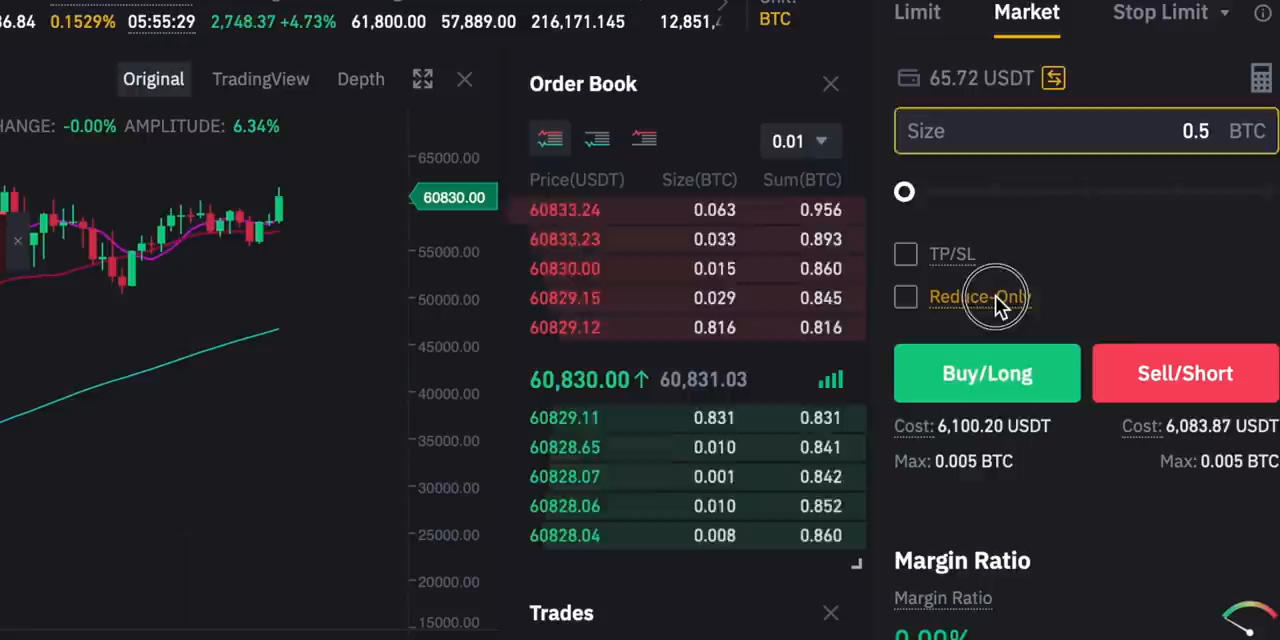 36.84 0.1529% 05:55:29 2,748.37 +4.73% 61,800.00 57,889.00 216,171.145 12,851,
BTC
Original TradingView Depth
HANGE: -0.00% AMPLITUDE: 6.34%
65000.00
60830.00
55000.00
50000.00
45000.00
40000.00
35000.00
30000.00
25000.00
20000.00
15000.00
Order Book
0.01
Price(USDT) Size(BTC) Sum(BTC)
60833.24 0.063 0.956
60833.23 0.033 0.893
60830.00 0.015 0.860
60829.15 0.029 0.845
60829.12 0.816 0.816
60,830.00↑ 60,831.03
60829.11 0.831 0.831
60828.65 0.010 0.841
60828.07 0.001 0.842
60828.06 0.010 0.852
60828.04 0.008 0.860
Trades
Limit Market Stop Limit
65.72 USDT
Size 0.5 BTC
TP/SL
Reduce-Only
Buy/Long Sell/Short
Cost: 6,100.20 USDT Cost: 6,083.87 USDT
Max: 0.005 BTC Max: 0.005 BTC
Margin Ratio
Margin Ratio
0.00%